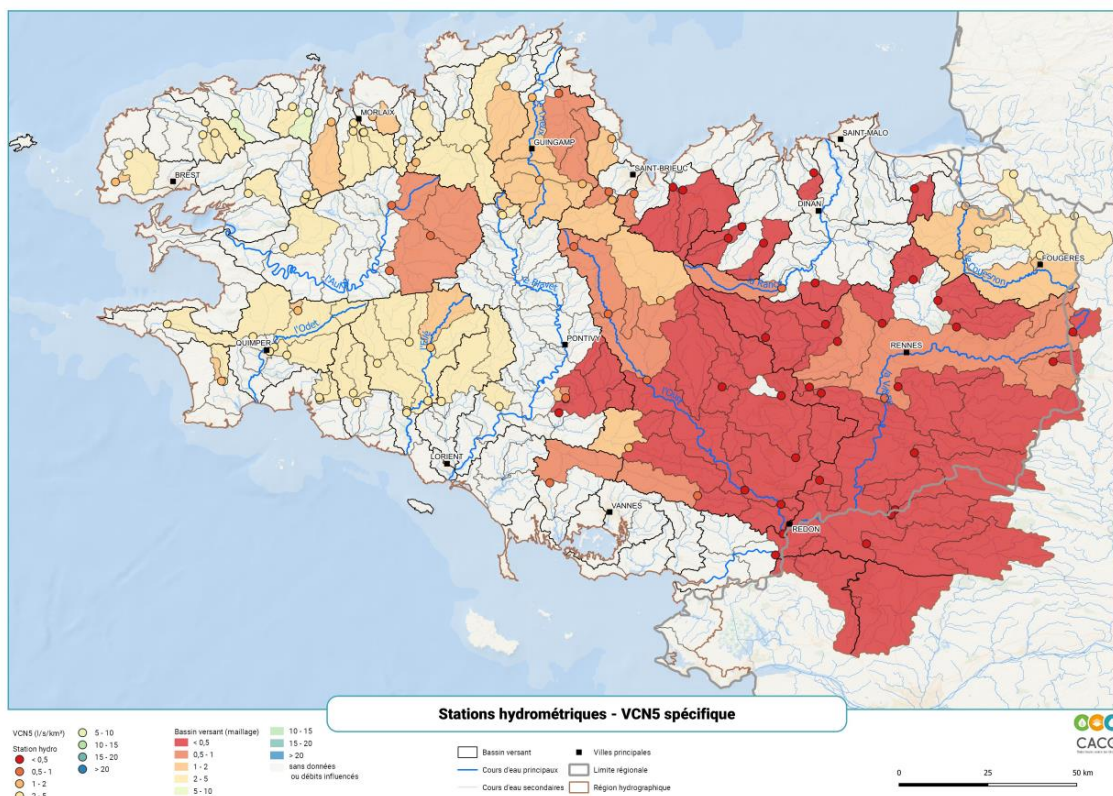 MORLAIX
BREST
GUINGAMP
SAINT-BRIEUC
SAINT-MALO
DINAN
FOUGERES
le Couesnon
la Rance
l'Aulne
le Blavet
l'Odet
QUIMPER
PONTIVY
RENNES
la Vilaine
l'Oust
LORIENT
VANNES
REDON
Stations hydrométriques - VCN5 spécifique
VCN5 (l/s/km²)
Station hydro
< 0,5
0,5 - 1
1 - 2
2 - 5
5 - 10
10 - 15
15 - 20
> 20
Bassin versant (maillage)
< 0,5
0,5 - 1
1 - 2
2 - 5
5 - 10
10 - 15
15 - 20
> 20
sans données
ou débits influencés
Bassin versant
Cours d'eau principaux
Cours d'eau secondaires
Villes principales
Limite régionale
Région hydrographique
0 25 50 km
CACG